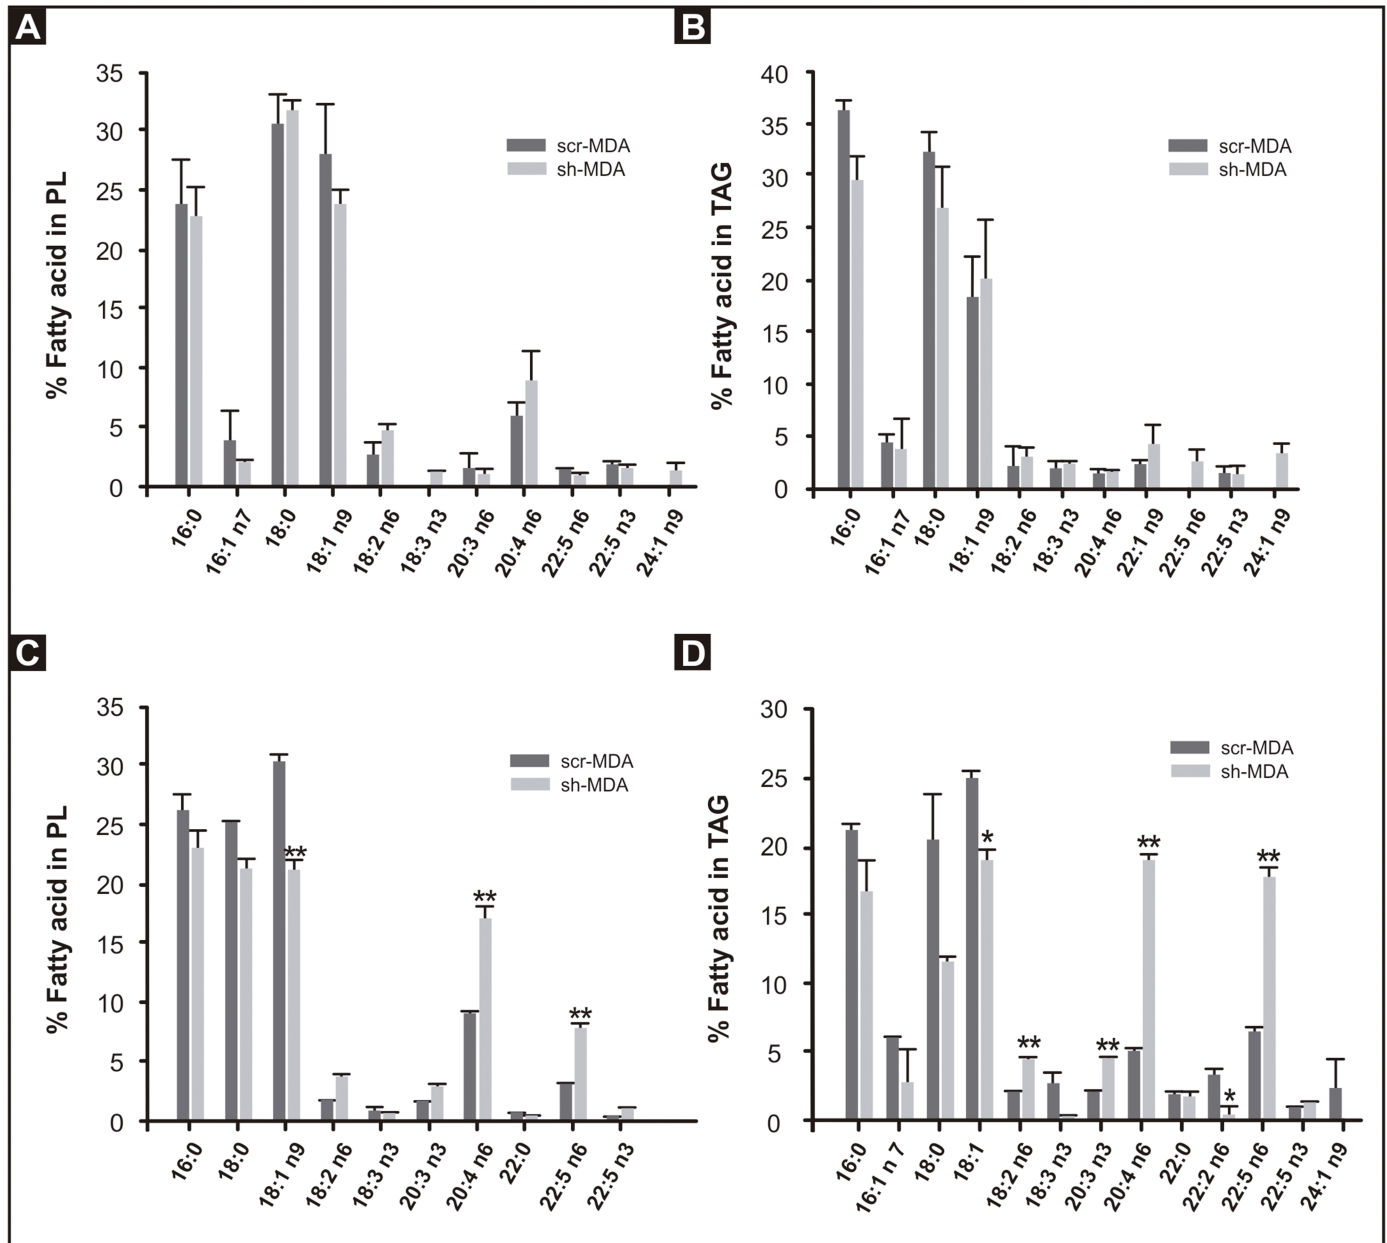 A
% Fatty acid in PL
35
30
25
20
15
10
5
0
scr-MDA
sh-MDA
16:0
16:1 n7
18:0
18:1 n9
18:2 n6
18:3 n3
20:3 n6
20:4 n6
22:5 n6
22:5 n3
24:1 n9
B
% Fatty acid in TAG
40
35
30
25
20
15
10
5
0
scr-MDA
sh-MDA
16:0
16:1 n7
18:0
18:1 n9
18:2 n6
18:3 n3
20:4 n6
22:1 n9
22:5 n6
22:5 n3
24:1 n9
C
% Fatty acid in PL
35
30
25
20
15
10
5
0
scr-MDA
sh-MDA
**
**
**
16:0
18:0
18:1 n9
18:2 n6
18:3 n3
20:3 n3
20:4 n6
22:0
22:5 n6
22:5 n3
D
% Fatty acid in TAG
30
25
20
15
10
5
0
scr-MDA
sh-MDA
*
**
**
**
*
**
16:0
16:1 n 7
18:0
18:1
18:2 n6
18:3 n3
20:3 n3
20:4 n6
22:0
22:2 n6
22:5 n6
22:5 n3
24:1 n9